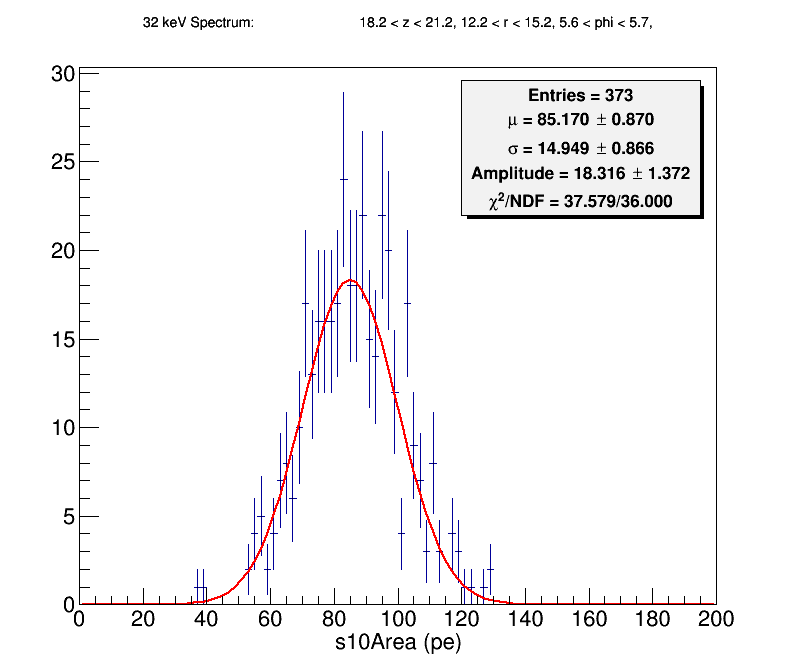 32 keV Spectrum: 18.2 < z < 21.2, 12.2 < r < 15.2, 5.6 < phi < 5.7,
30
25
20
15
10
5
0
Entries = 373
μ = 85.170 ± 0.870
σ = 14.949 ± 0.866
Amplitude = 18.316 ± 1.372
χ²/NDF = 37.579/36.000
0 20 40 60 80 100 120 140 160 180 200
s10Area (pe)